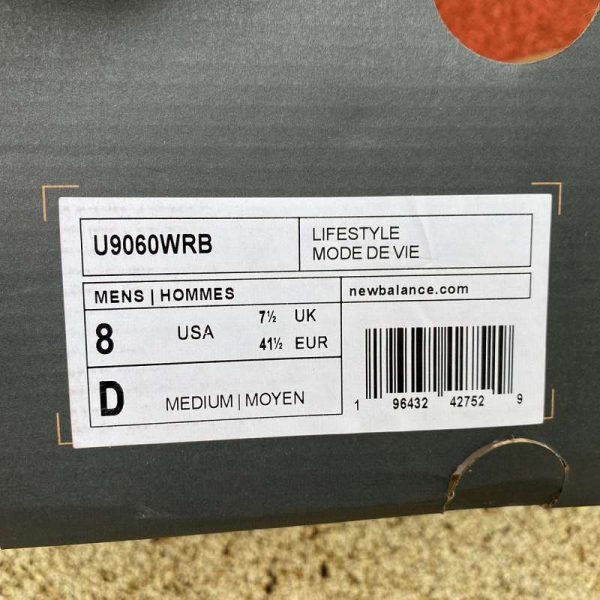 U9060WRB
LIFESTYLE
MODE DE VIE
MENS | HOMMES
newbalance.com
8 USA 7½ UK
41½ EUR
D MEDIUM | MOYEN
1 96432 42752 9